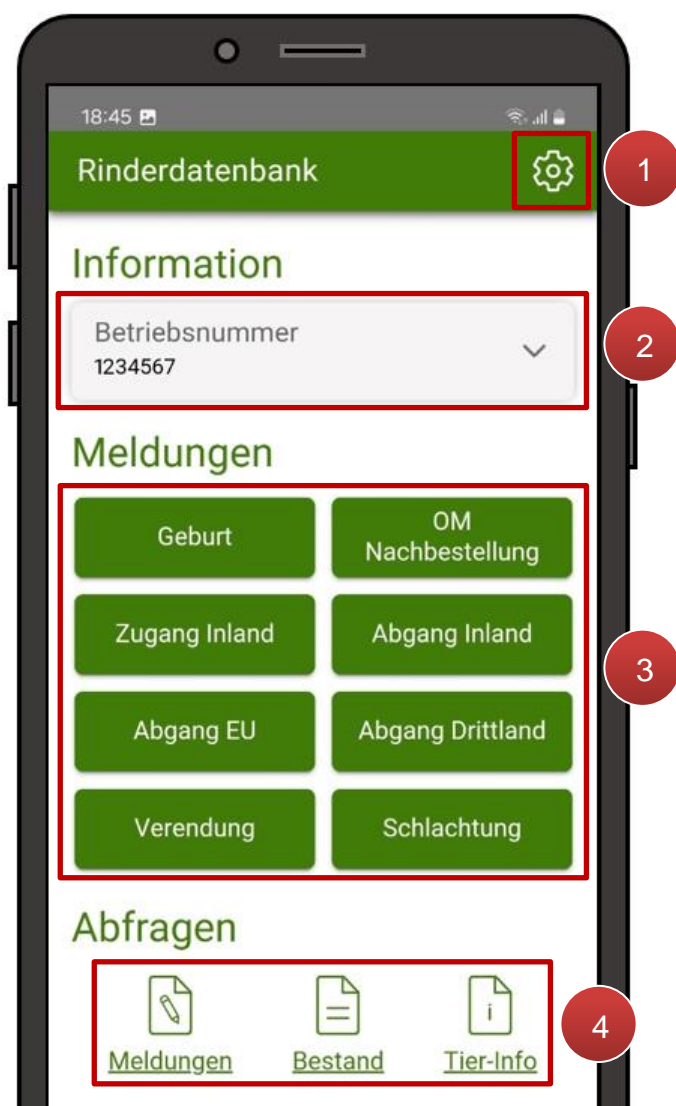 18:45
Rinderdatenbank
1
Information
Betriebsnummer
1234567
2
Meldungen
Geburt
OM
Nachbestellung
Zugang Inland
Abgang Inland
3
Abgang EU
Abgang Drittland
Verendung
Schlachtung
Abfragen
i
4
Meldungen
Bestand
Tier-Info